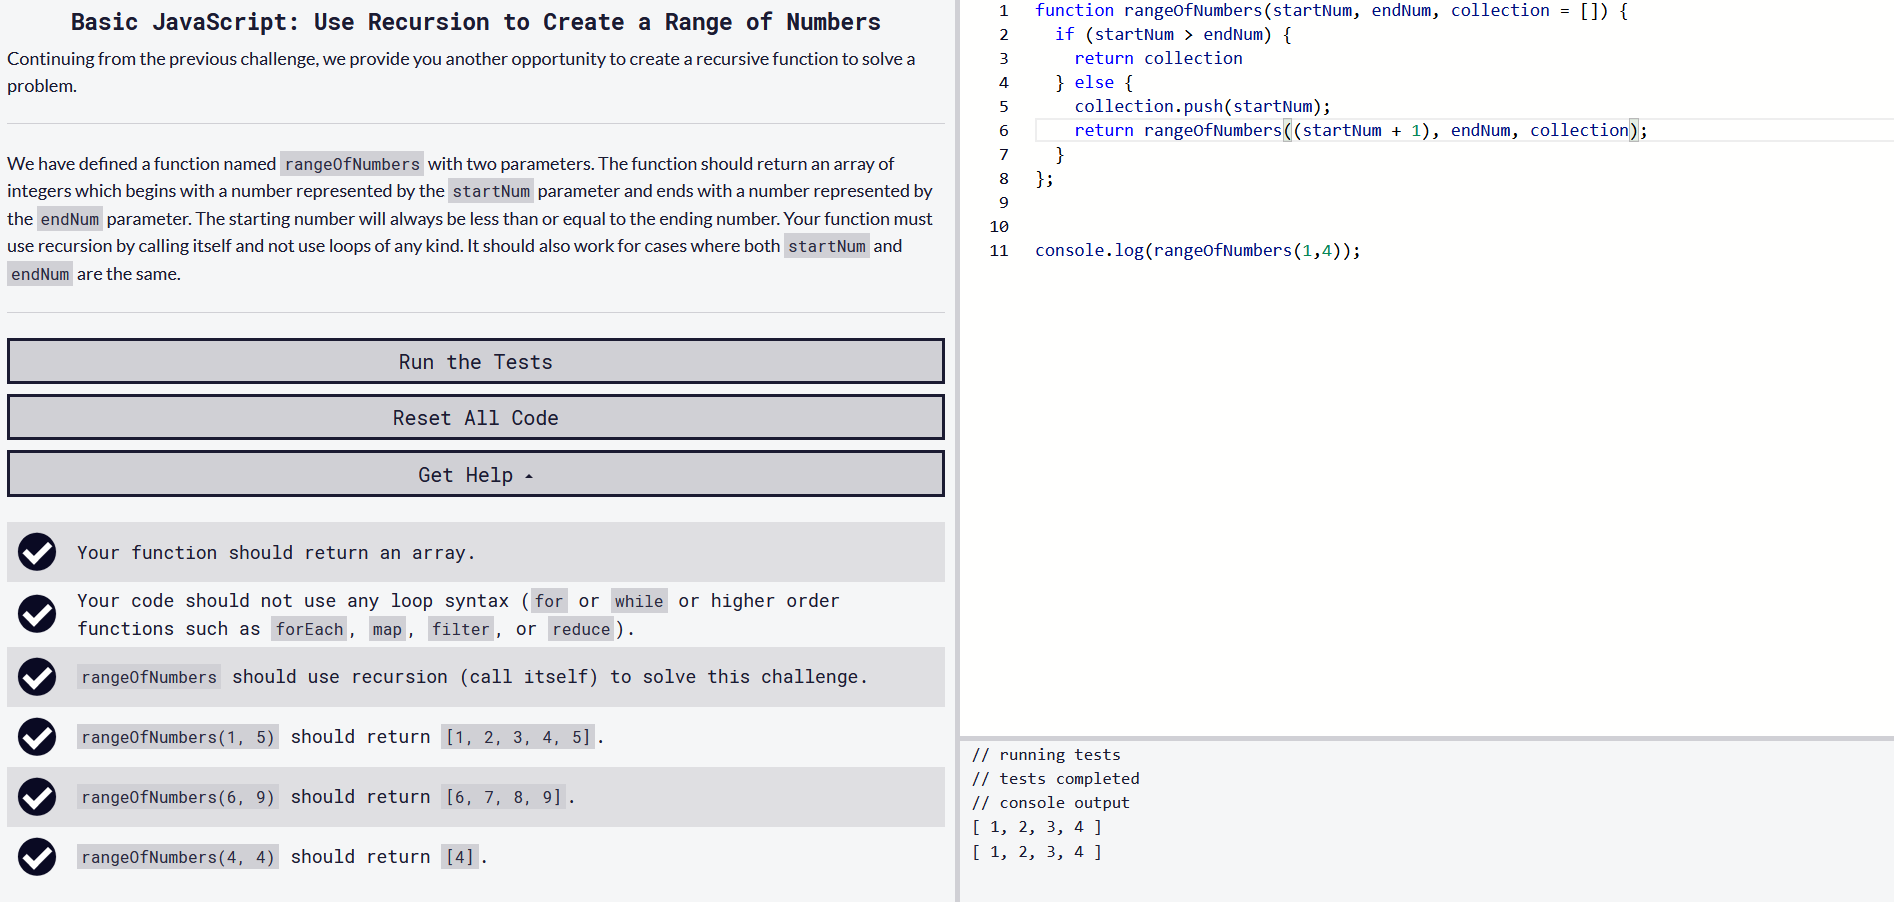 Basic JavaScript: Use Recursion to Create a Range of Numbers
Continuing from the previous challenge, we provide you another opportunity to create a recursive function to solve a
problem.
We have defined a function named rangeOfNumbers with two parameters. The function should return an array of
integers which begins with a number represented by the startNum parameter and ends with a number represented by
the endNum parameter. The starting number will always be less than or equal to the ending number. Your function must
use recursion by calling itself and not use loops of any kind. It should also work for cases where both startNum and
endNum are the same.
Run the Tests
Reset All Code
Get Help
Your function should return an array.
Your code should not use any loop syntax (for or while or higher order
functions such as forEach, map, filter, or reduce).
rangeOfNumbers should use recursion (call itself) to solve this challenge.
rangeOfNumbers(1, 5) should return [1, 2, 3, 4, 5].
rangeOfNumbers(6, 9) should return [6, 7, 8, 9].
rangeOfNumbers(4, 4) should return [4].
1 function rangeOfNumbers(startNum, endNum, collection = []) {
2 if (startNum > endNum) {
3 return collection
4 } else {
5 collection.push(startNum);
6 return rangeOfNumbers((startNum + 1), endNum, collection);
7 }
8 };
9
10
11 console.log(rangeOfNumbers(1,4));
// running tests
// tests completed
// console output
[ 1, 2, 3, 4 ]
[ 1, 2, 3, 4 ]